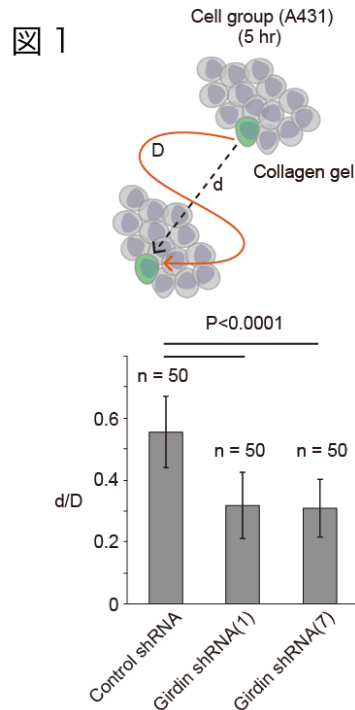 図1
Cell group (A431)
(5 hr)
D
d
Collagen gel
P<0.0001
n = 50
n = 50
n = 50
0.6
0.4
0.2
0
d/D
Control shRNA
Girdin shRNA(1)
Girdin shRNA(7)